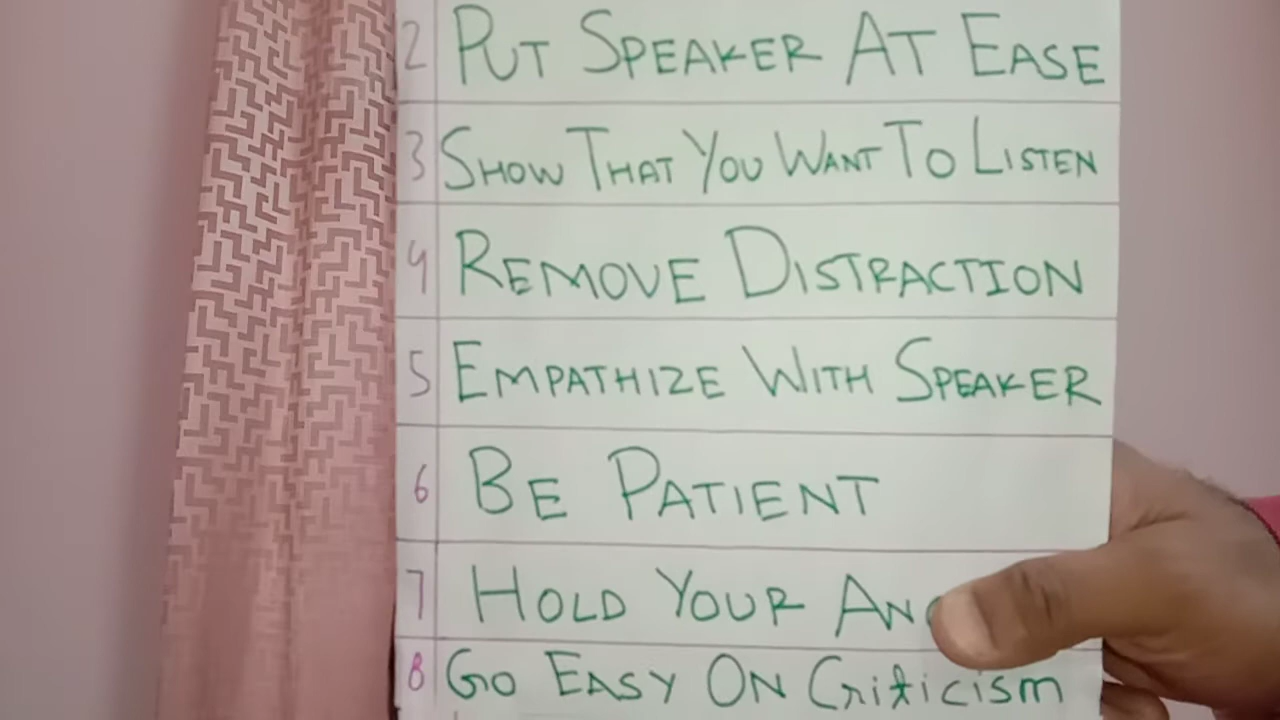 2 PUT SPEAKER AT EASE
3 SHOW THAT YOU WANT TO LISTEN
4 REMOVE DISTRACTION
5 EMPATHIZE WITH SPEAKER
6 BE PATIENT
7 HOLD YOUR
8 GO EASY ON CriticiSm